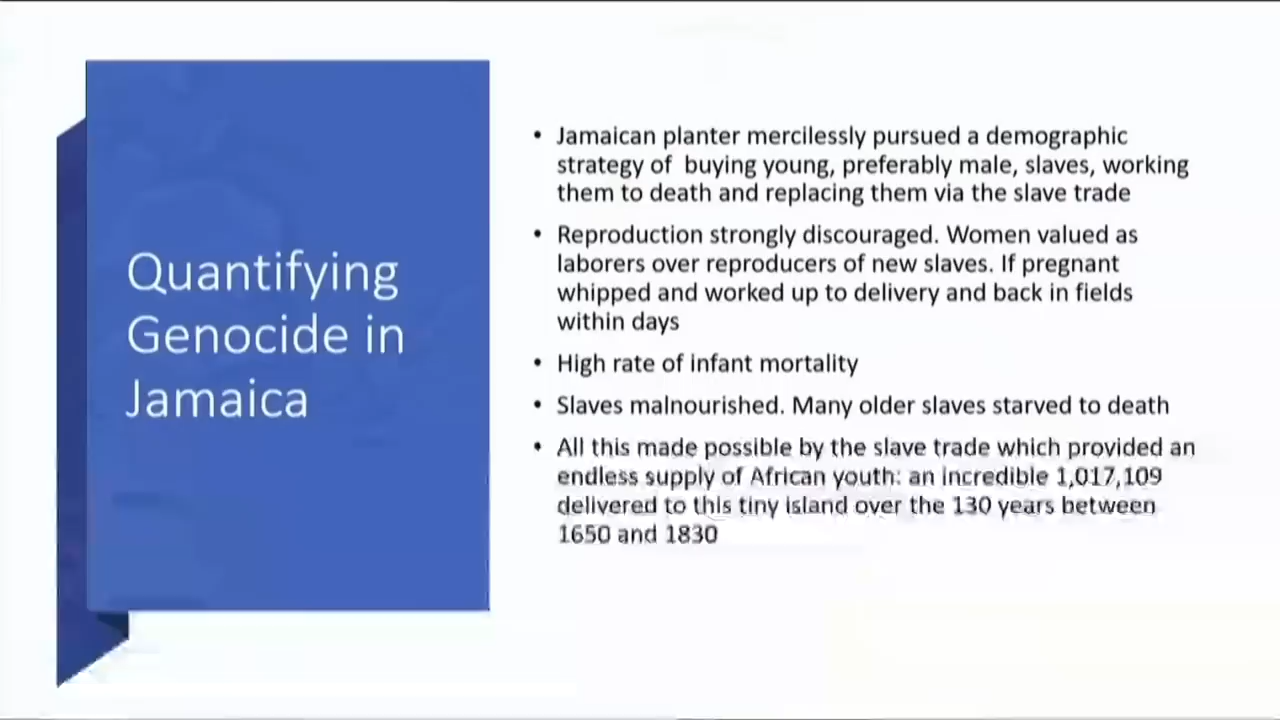 Quantifying
Genocide in
Jamaica
• Jamaican planter mercilessly pursued a demographic
strategy of  buying young, preferably male, slaves, working
them to death and replacing them via the slave trade
• Reproduction strongly discouraged. Women valued as
laborers over reproducers of new slaves. If pregnant
whipped and worked up to delivery and back in fields
within days
• High rate of infant mortality
• Slaves malnourished. Many older slaves starved to death
• All this made possible by the slave trade which provided an
endless supply of African youth: an incredible 1,017,109
delivered to this tiny island over the 130 years between
1650 and 1830